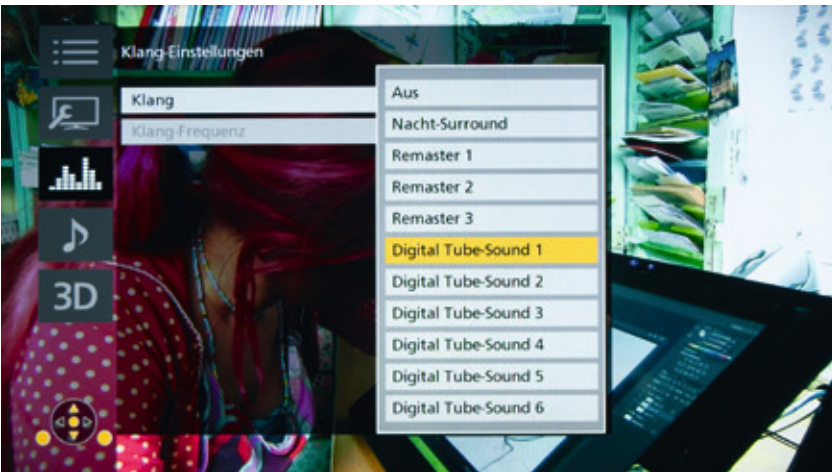 Klang-Einstellungen
Klang
Klang-Frequenz
Aus
Nacht-Surround
Remaster 1
Remaster 2
Remaster 3
Digital Tube-Sound 1
Digital Tube-Sound 2
Digital Tube-Sound 3
Digital Tube-Sound 4
Digital Tube-Sound 5
Digital Tube-Sound 6
3D